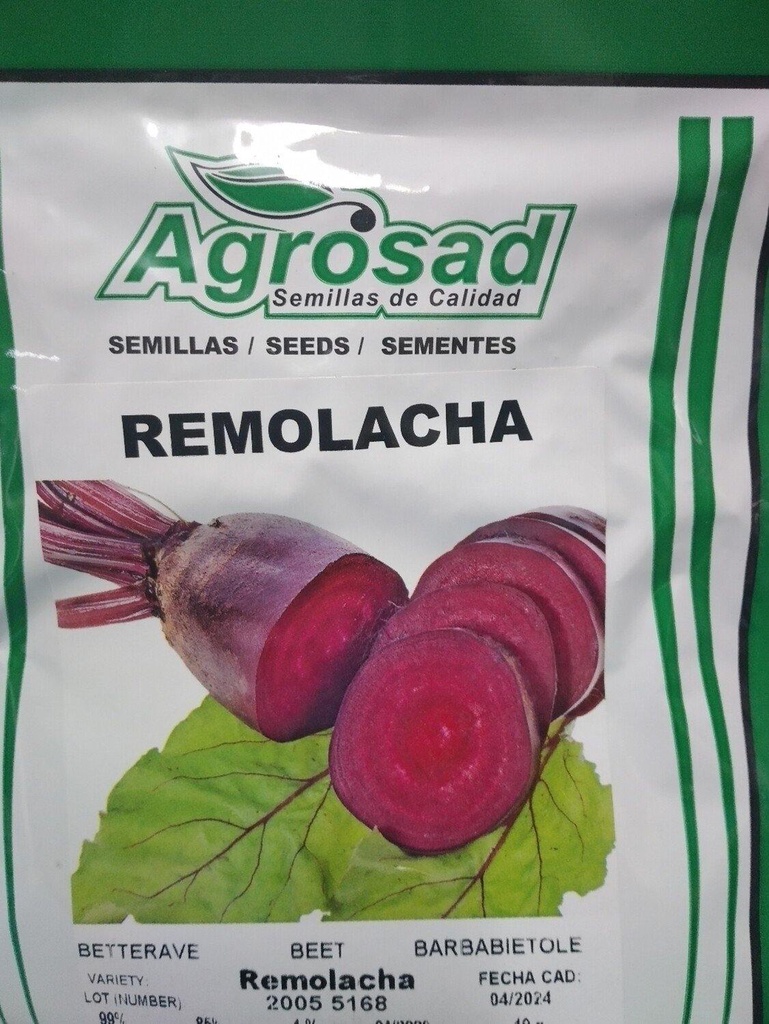 Agrosad
Semillas de Calidad
SEMILLAS / SEEDS / SEMENTES
REMOLACHA
BETTERAVE BEET BARBABIETOLE
VARIETY: Remolacha FECHA CAD:
LOT (NUMBER) 2005 5168 04/2024
99%